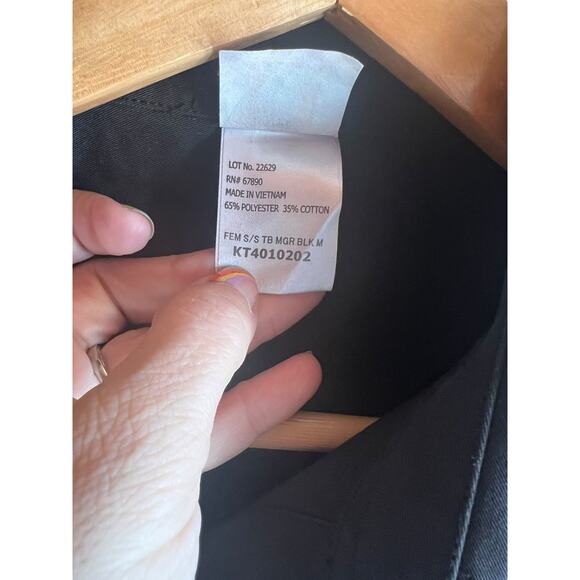 LOT No. 22629
RN# 67890
MADE IN VIETNAM
65% POLYESTER 35% COTTON
FEM S/S TB MGR BLK M
KT4010202